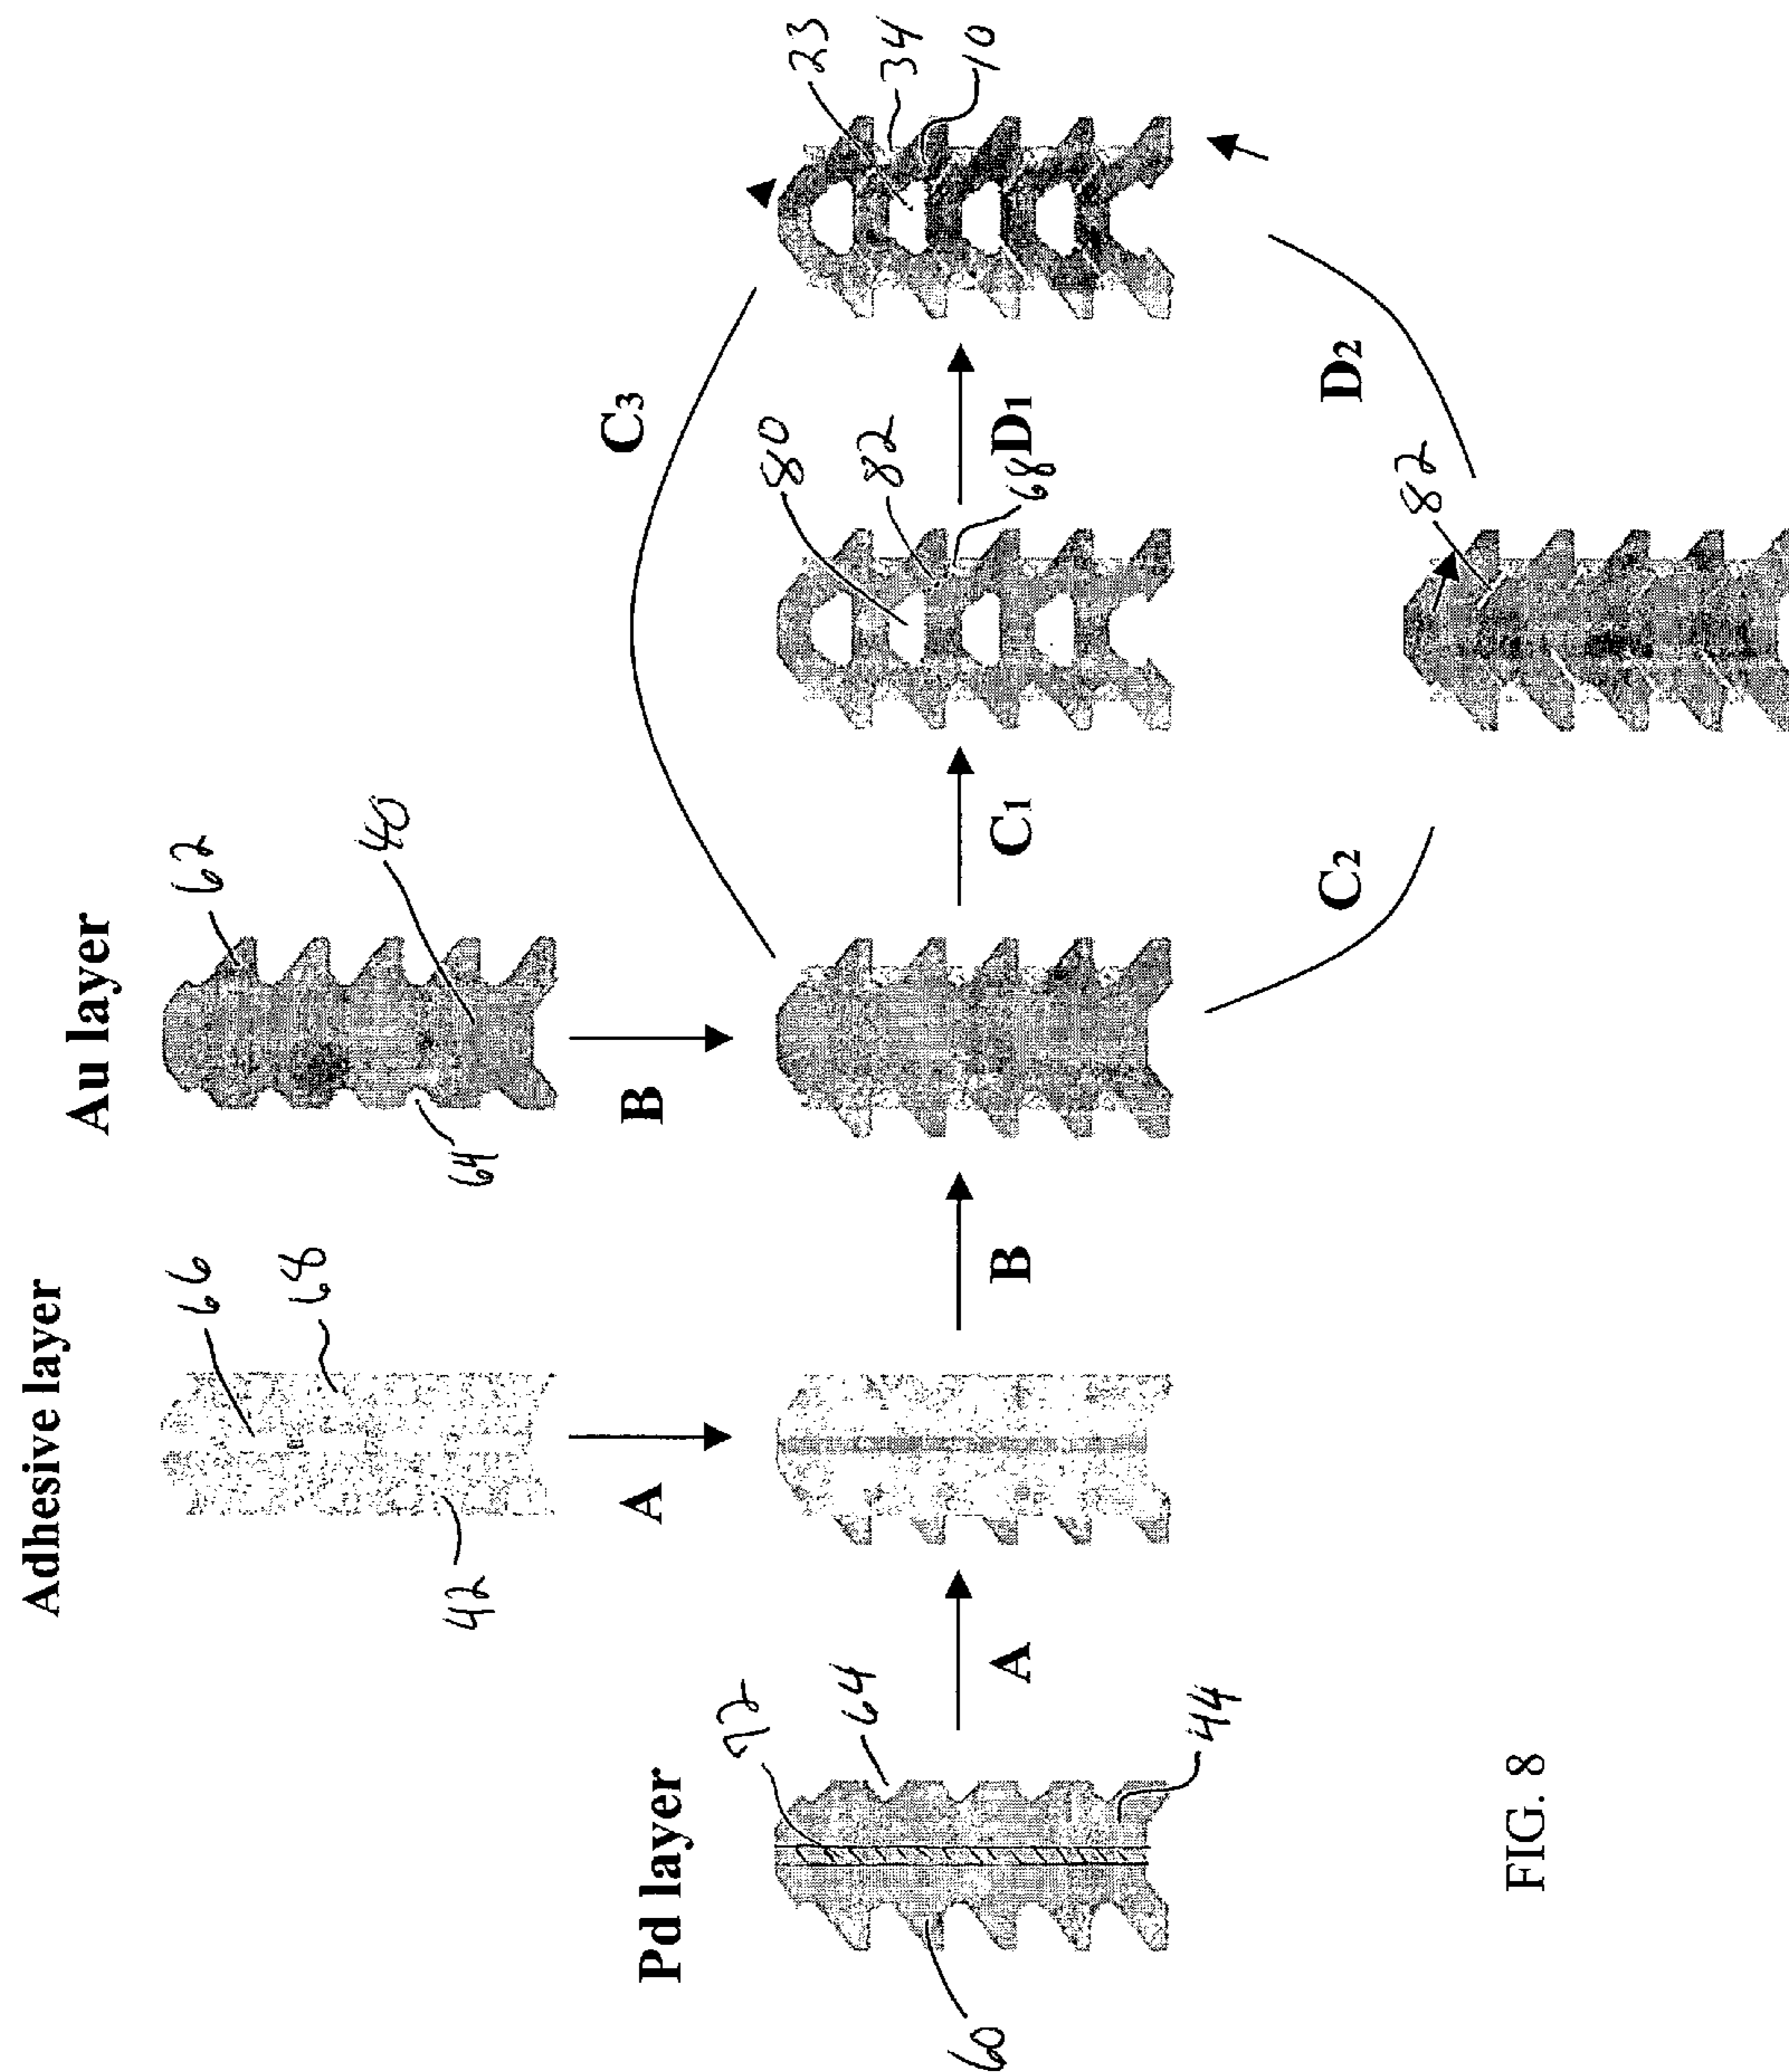 Adhesive layer
Au layer
66
62
68
40
42
64
A
B
C3
Pd layer
72
80
23
64
82
34
60
10
A
B
C1
D1
68
44
C2
D2
82
FIG. 8